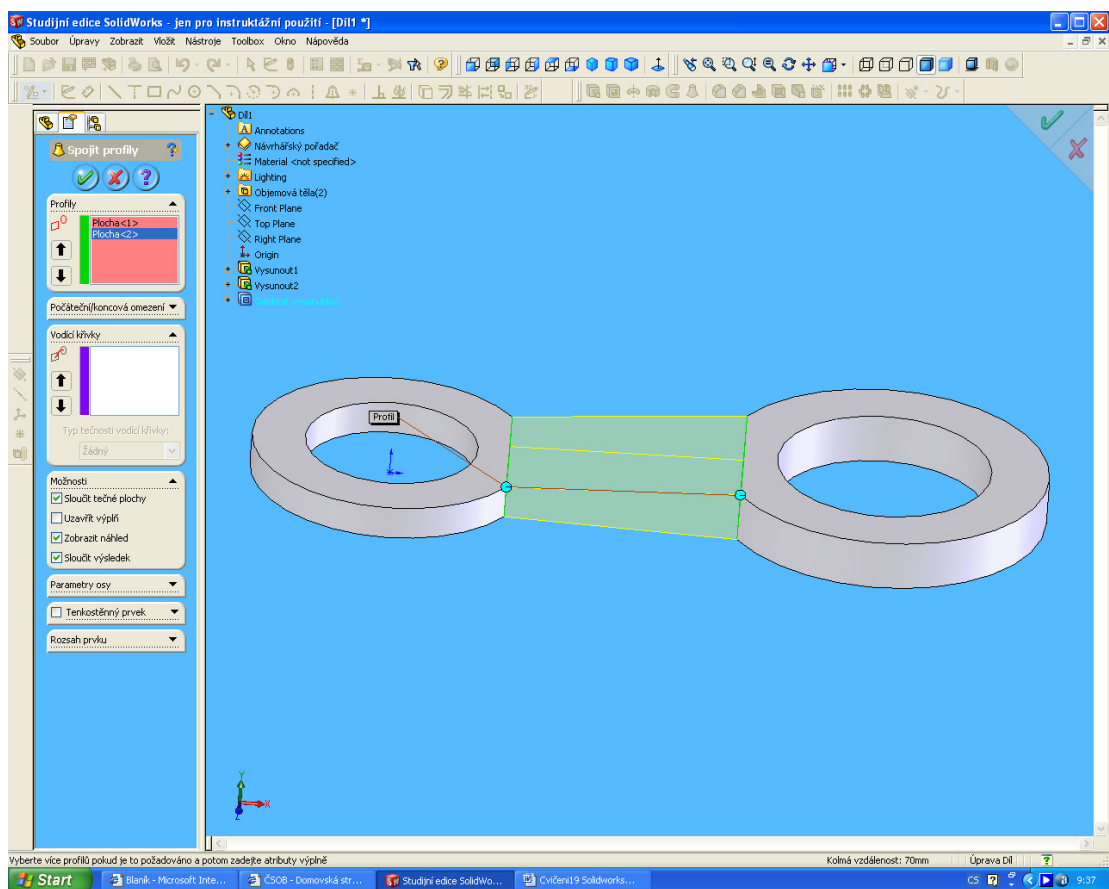 Studijní edice SolidWorks - jen pro instruktážní použití - [Díl1 *]
Soubor Úpravy Zobrazit Vložit Nástroje Toolbox Okno Nápověda
Spojit profily
Profily
Plocha<1>
Plocha<2>
Počáteční/koncová omezení
Vodící křivky
Typ tečnosti vodící křivky:
Žádný
Možnosti
Sloučit tečné plochy
Uzavřít výplň
Zobrazit náhled
Sloučit výsledek
Parametry osy
Tenkostěnný prvek
Rozsah prvku
Díl1
Annotations
Návrhářský pořadač
Material <not specified>
Lighting
Objemová těla(2)
Front Plane
Top Plane
Right Plane
Origin
Vysunout1
Vysunout2
Profil
Y
X
Z
Vyberte více profilů pokud je to požadováno a potom zadejte atributy výplně
Kolmá vzdálenost: 70mm
Úprava Díl
Start
Blaník - Microsoft Inte...
ČSOB - Domovská str...
Studijní edice SolidWo...
Cvičení19 Solidworks...
CS
9:37